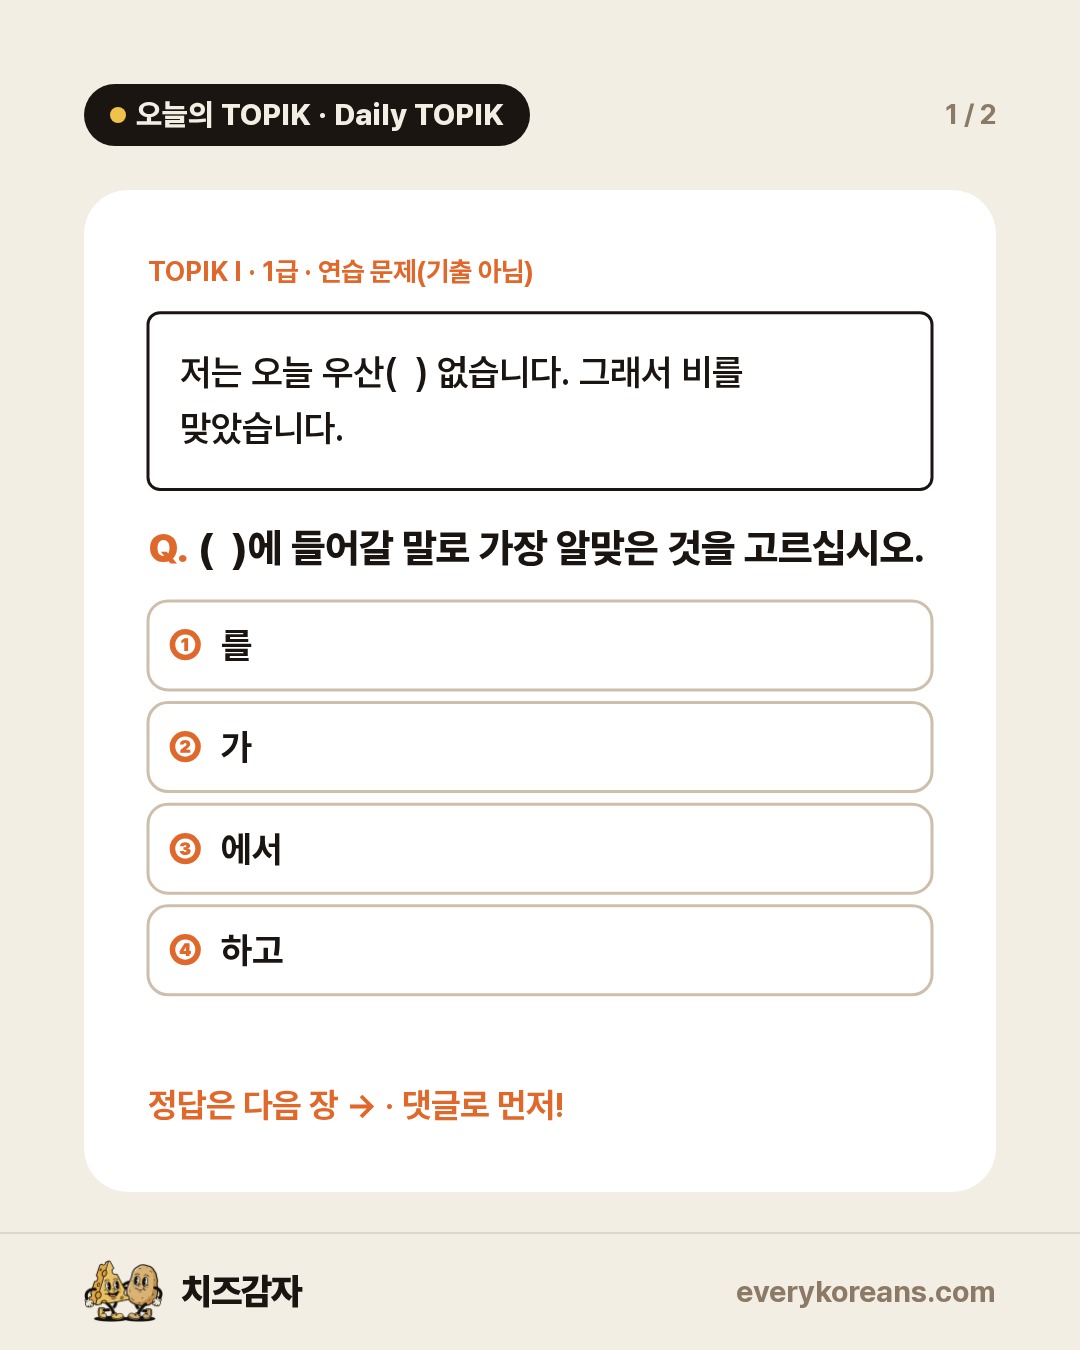 오늘의 TOPIK · Daily TOPIK
1 / 2
TOPIK I · 1급 · 연습 문제(기출 아님)
저는 오늘 우산( ) 없습니다. 그래서 비를
맞았습니다.
Q. ( )에 들어갈 말로 가장 알맞은 것을 고르십시오.
① 를
② 가
③ 에서
④ 하고
정답은 다음 장 → · 댓글로 먼저!
치즈감자
everykoreans.com